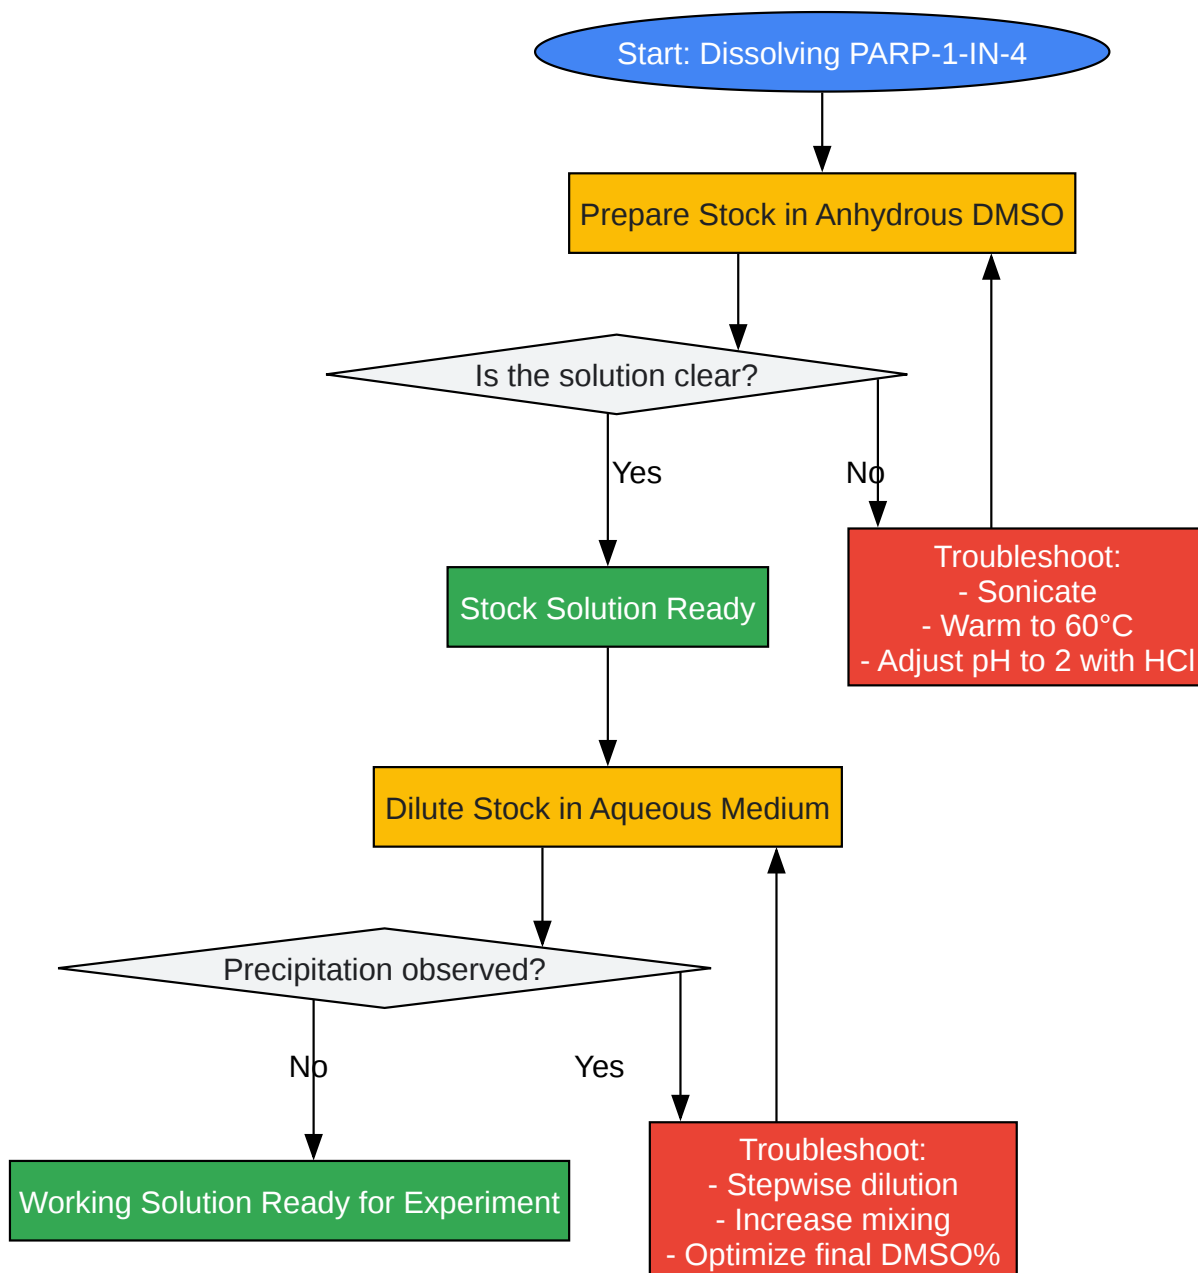 Start: Dissolving PARP-1-IN-4
Prepare Stock in Anhydrous DMSO
Is the solution clear?
Yes
No
Stock Solution Ready
Troubleshoot:
- Sonicate
- Warm to 60°C
- Adjust pH to 2 with HCl
Dilute Stock in Aqueous Medium
Precipitation observed?
No
Yes
Working Solution Ready for Experiment
Troubleshoot:
- Stepwise dilution
- Increase mixing
- Optimize final DMSO%